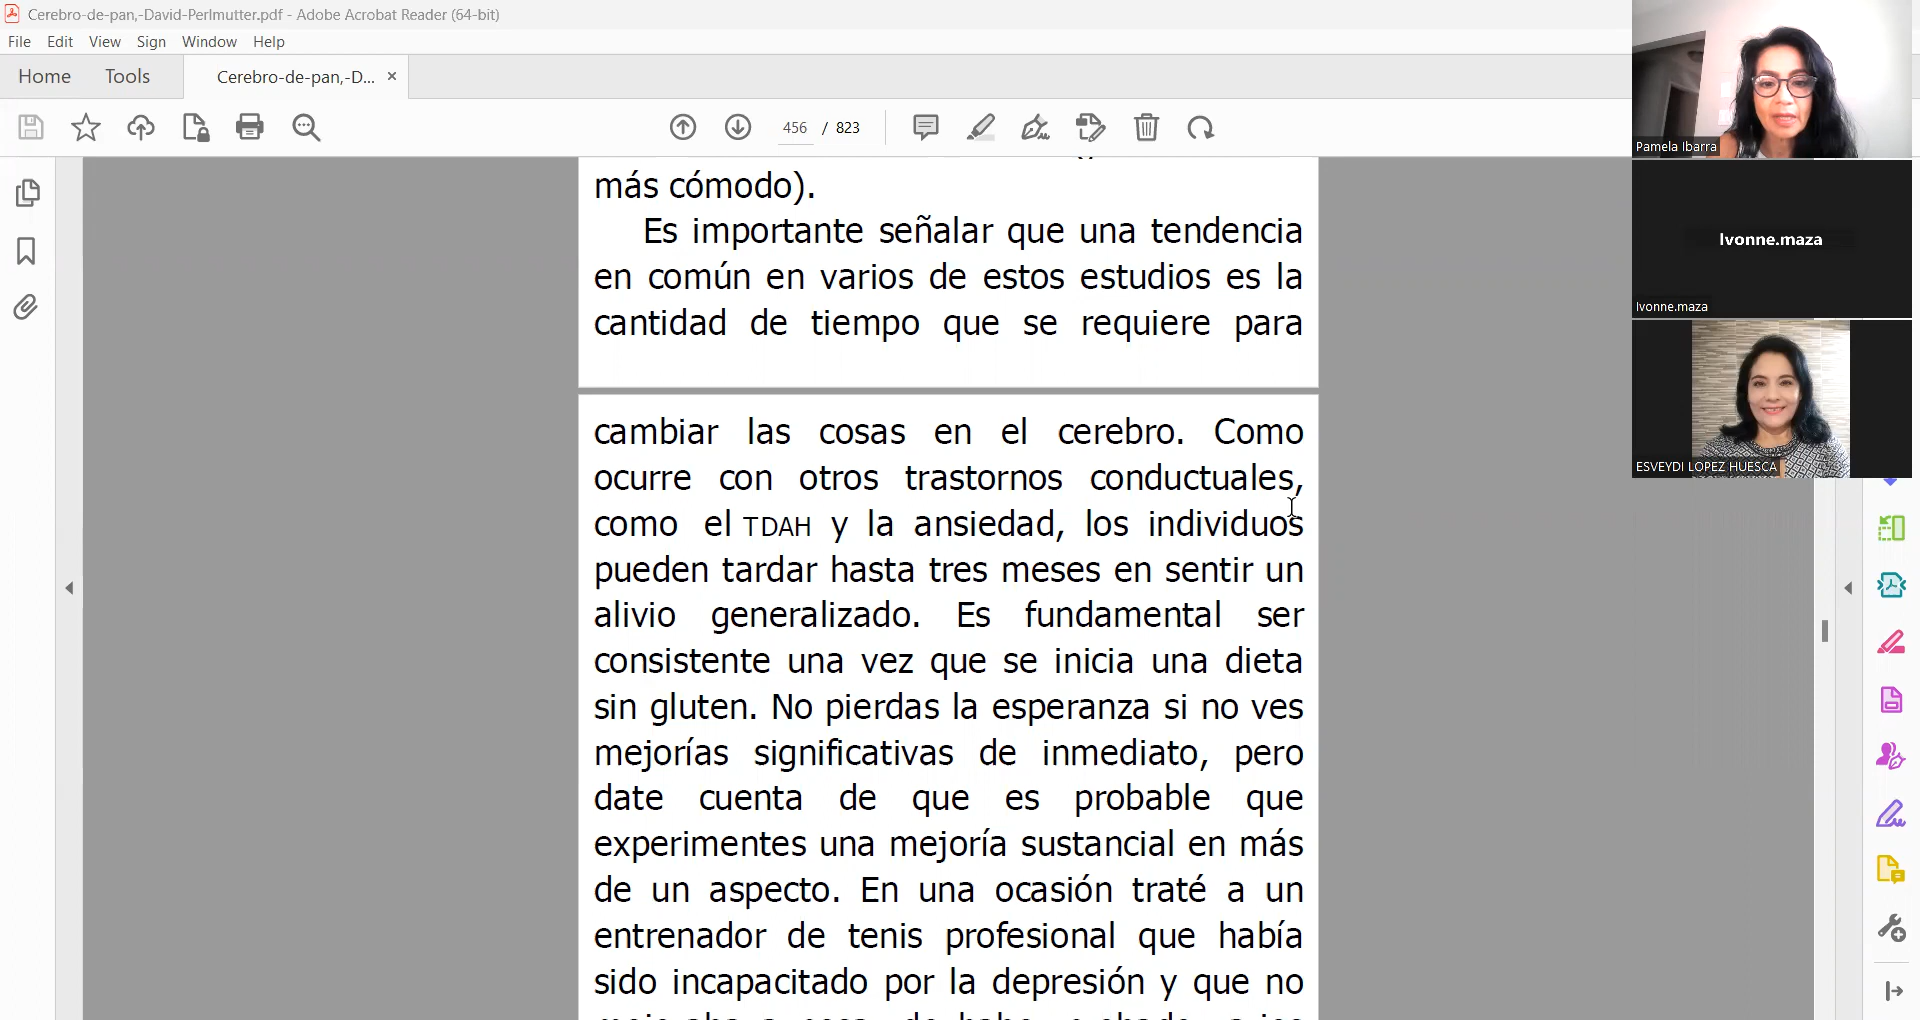 Cerebro-de-pan,-David-Perlmutter.pdf - Adobe Acrobat Reader (64-bit)
File Edit View Sign Window Help
Home Tools Cerebro-de-pan,-D... ×
456 / 823
más cómodo).
Es importante señalar que una tendencia
en común en varios de estos estudios es la
cantidad de tiempo que se requiere para
cambiar las cosas en el cerebro. Como
ocurre con otros trastornos conductuales,
como el TDAH y la ansiedad, los individuos
pueden tardar hasta tres meses en sentir un
alivio generalizado. Es fundamental ser
consistente una vez que se inicia una dieta
sin gluten. No pierdas la esperanza si no ves
mejorías significativas de inmediato, pero
date cuenta de que es probable que
experimentes una mejoría sustancial en más
de un aspecto. En una ocasión traté a un
entrenador de tenis profesional que había
sido incapacitado por la depresión y que no
Pamela Ibarra
Ivonne.maza
Ivonne.maza
ESVEYDI LOPEZ HUESCA